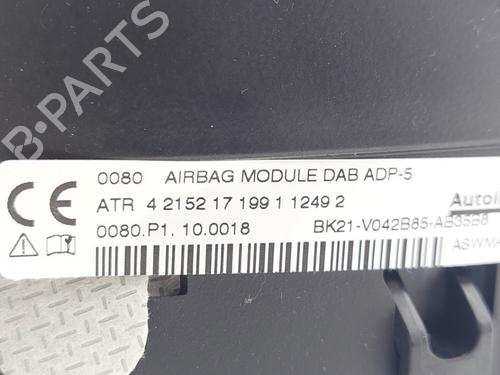 B-PARTS
CE 0080 AIRBAG MODULE DAB ADP-5
ATR 4 2152 17 199 1 1249 2
0080.P1. 10.0018 BK21-V042B85-AB35B8